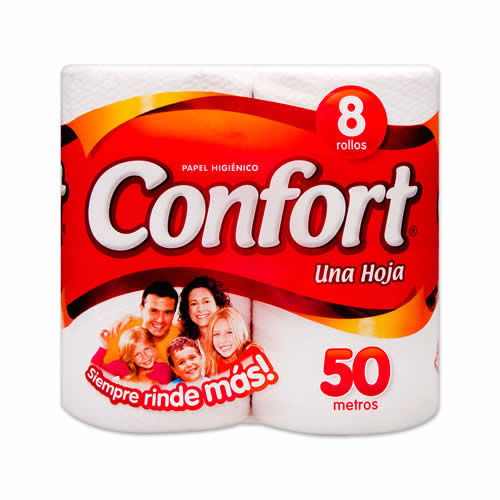 8
rollos
PAPEL HIGIÉNICO
Confort®
Una Hoja
Siempre rinde más!
50
metros